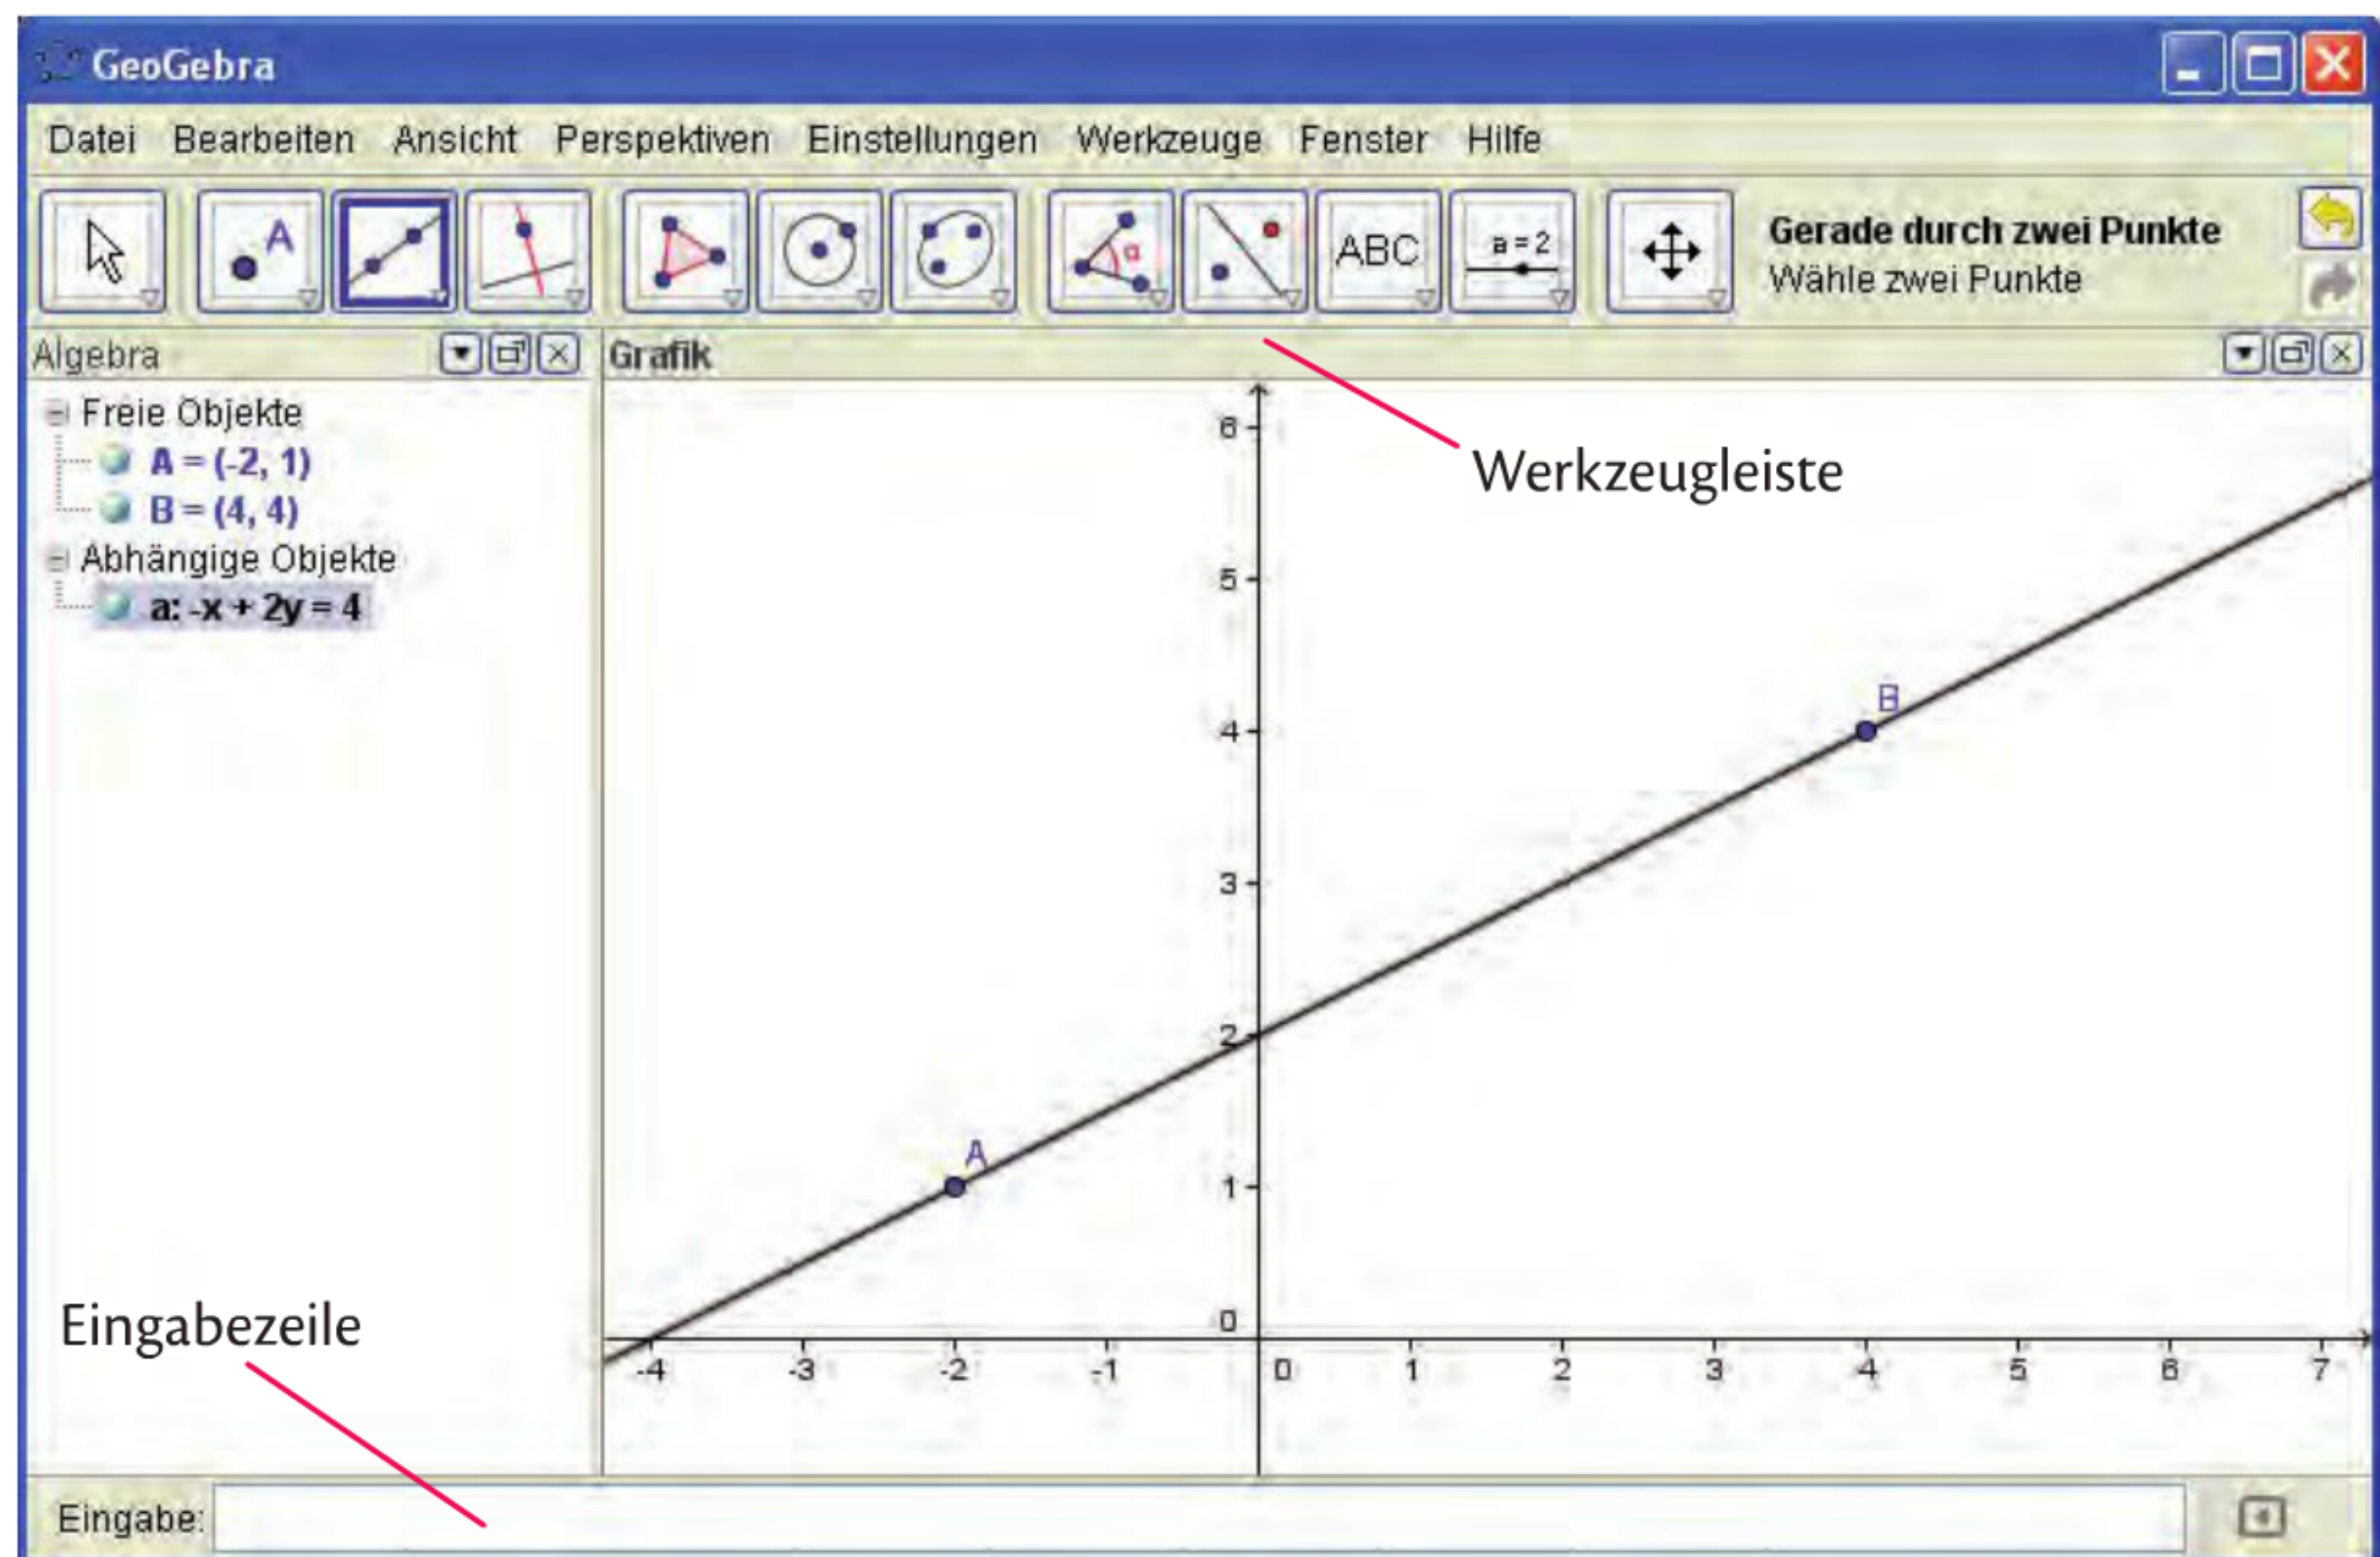 GeoGebra
Datei Bearbeiten Ansicht Perspektiven Einstellungen Werkzeuge Fenster Hilfe
A
α
ABC
a = 2
Gerade durch zwei Punkte
Wähle zwei Punkte
Algebra
Grafik
Freie Objekte
A = (-2, 1)
B = (4, 4)
Abhängige Objekte
a: -x + 2y = 4
Werkzeugleiste
6
5
B
4
3
2
A
1
0
-4 -3 -2 -1 0 1 2 3 4 5 6 7
Eingabezeile
Eingabe: